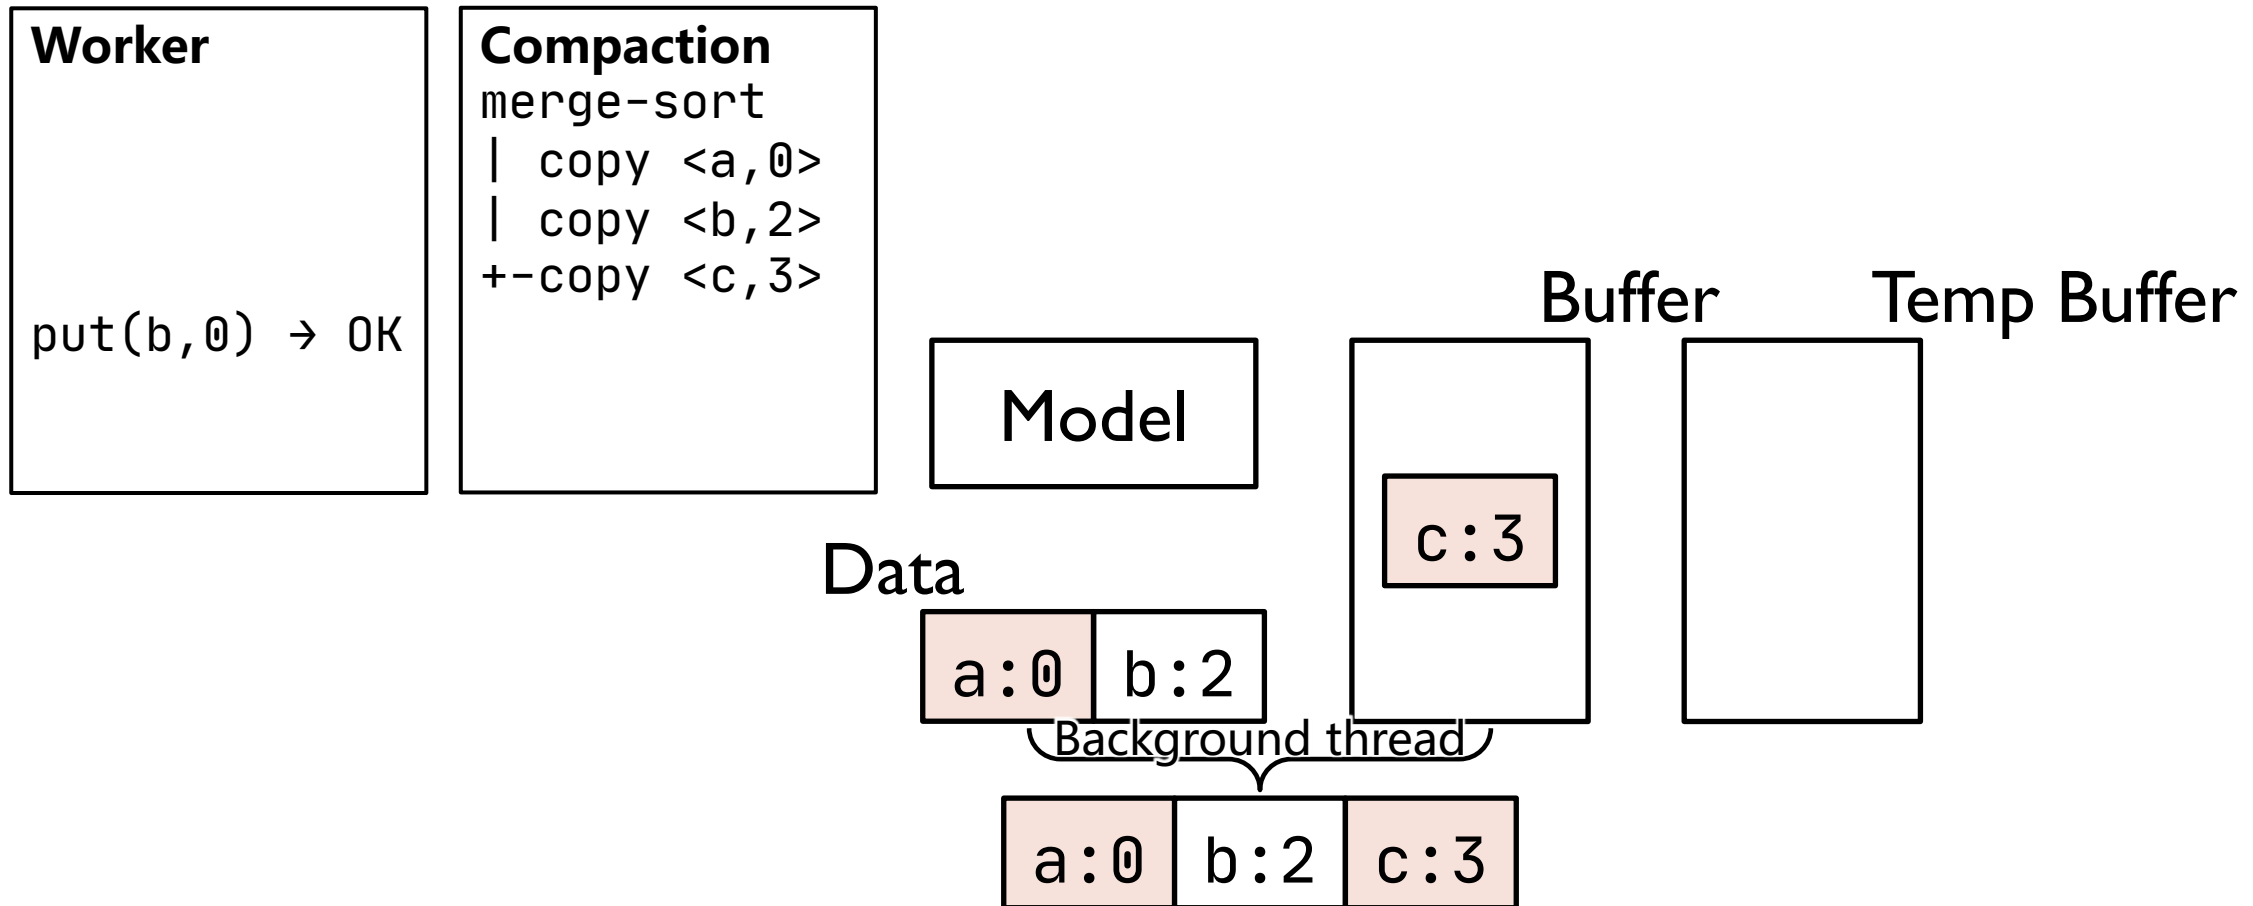 Worker
put(b,0) → OK
Compaction
merge-sort
| copy <a,0>
| copy <b,2>
+-copy <c,3>
Buffer
Temp Buffer
Model
c:3
Data
a:0 b:2
Background thread
a:0 b:2 c:3